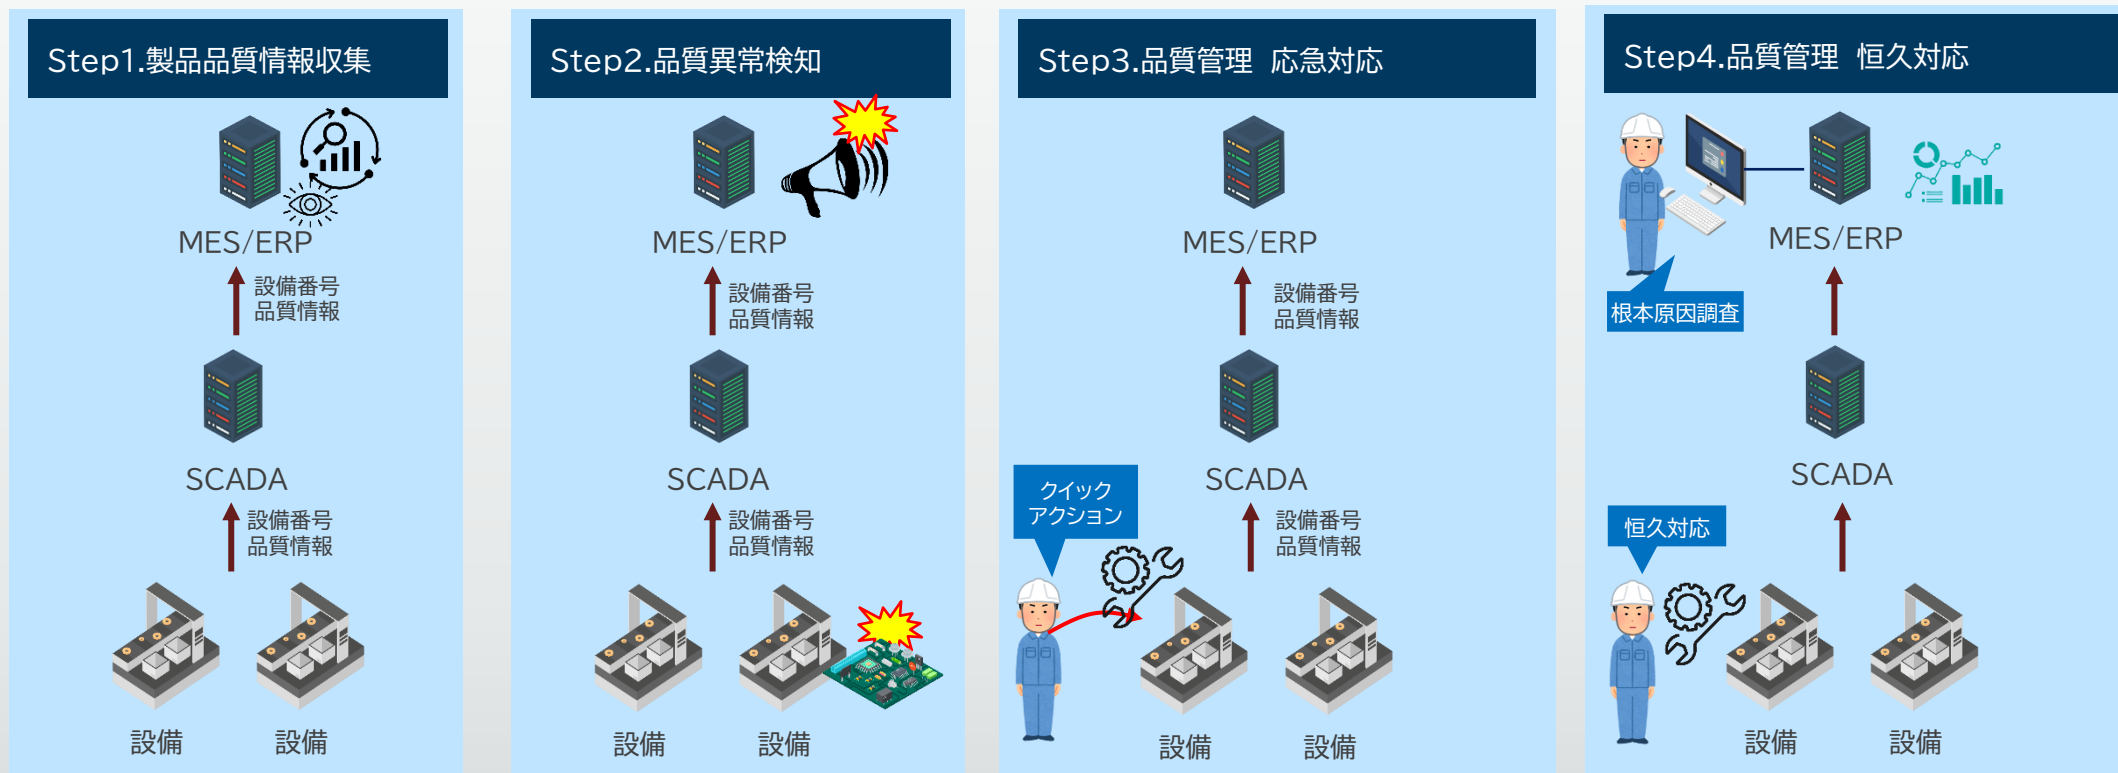 Step1.製品品質情報収集
MES/ERP
設備番号
品質情報
SCADA
設備番号
品質情報
設備
設備
Step2.品質異常検知
MES/ERP
設備番号
品質情報
SCADA
設備番号
品質情報
設備
設備
Step3.品質管理 応急対応
MES/ERP
設備番号
品質情報
SCADA
クイック
アクション
設備番号
品質情報
設備
設備
Step4.品質管理 恒久対応
MES/ERP
根本原因調査
SCADA
恒久対応
設備
設備